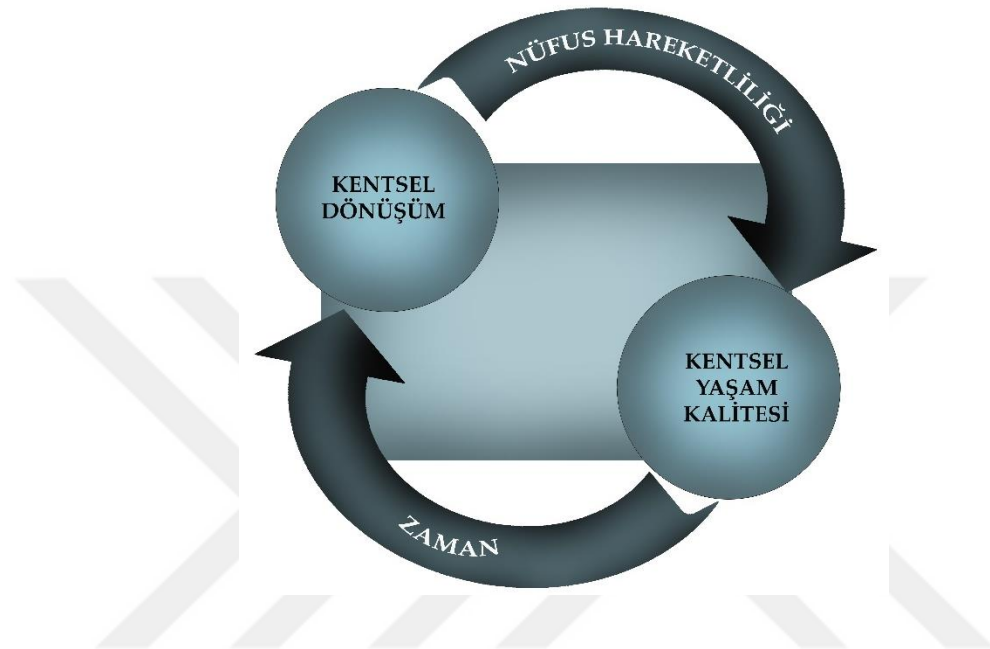 NÜFUS HAREKETLİLİĞİ
KENTSEL
DÖNÜŞÜM
KENTSEL
YAŞAM
KALİTESİ
ZAMAN